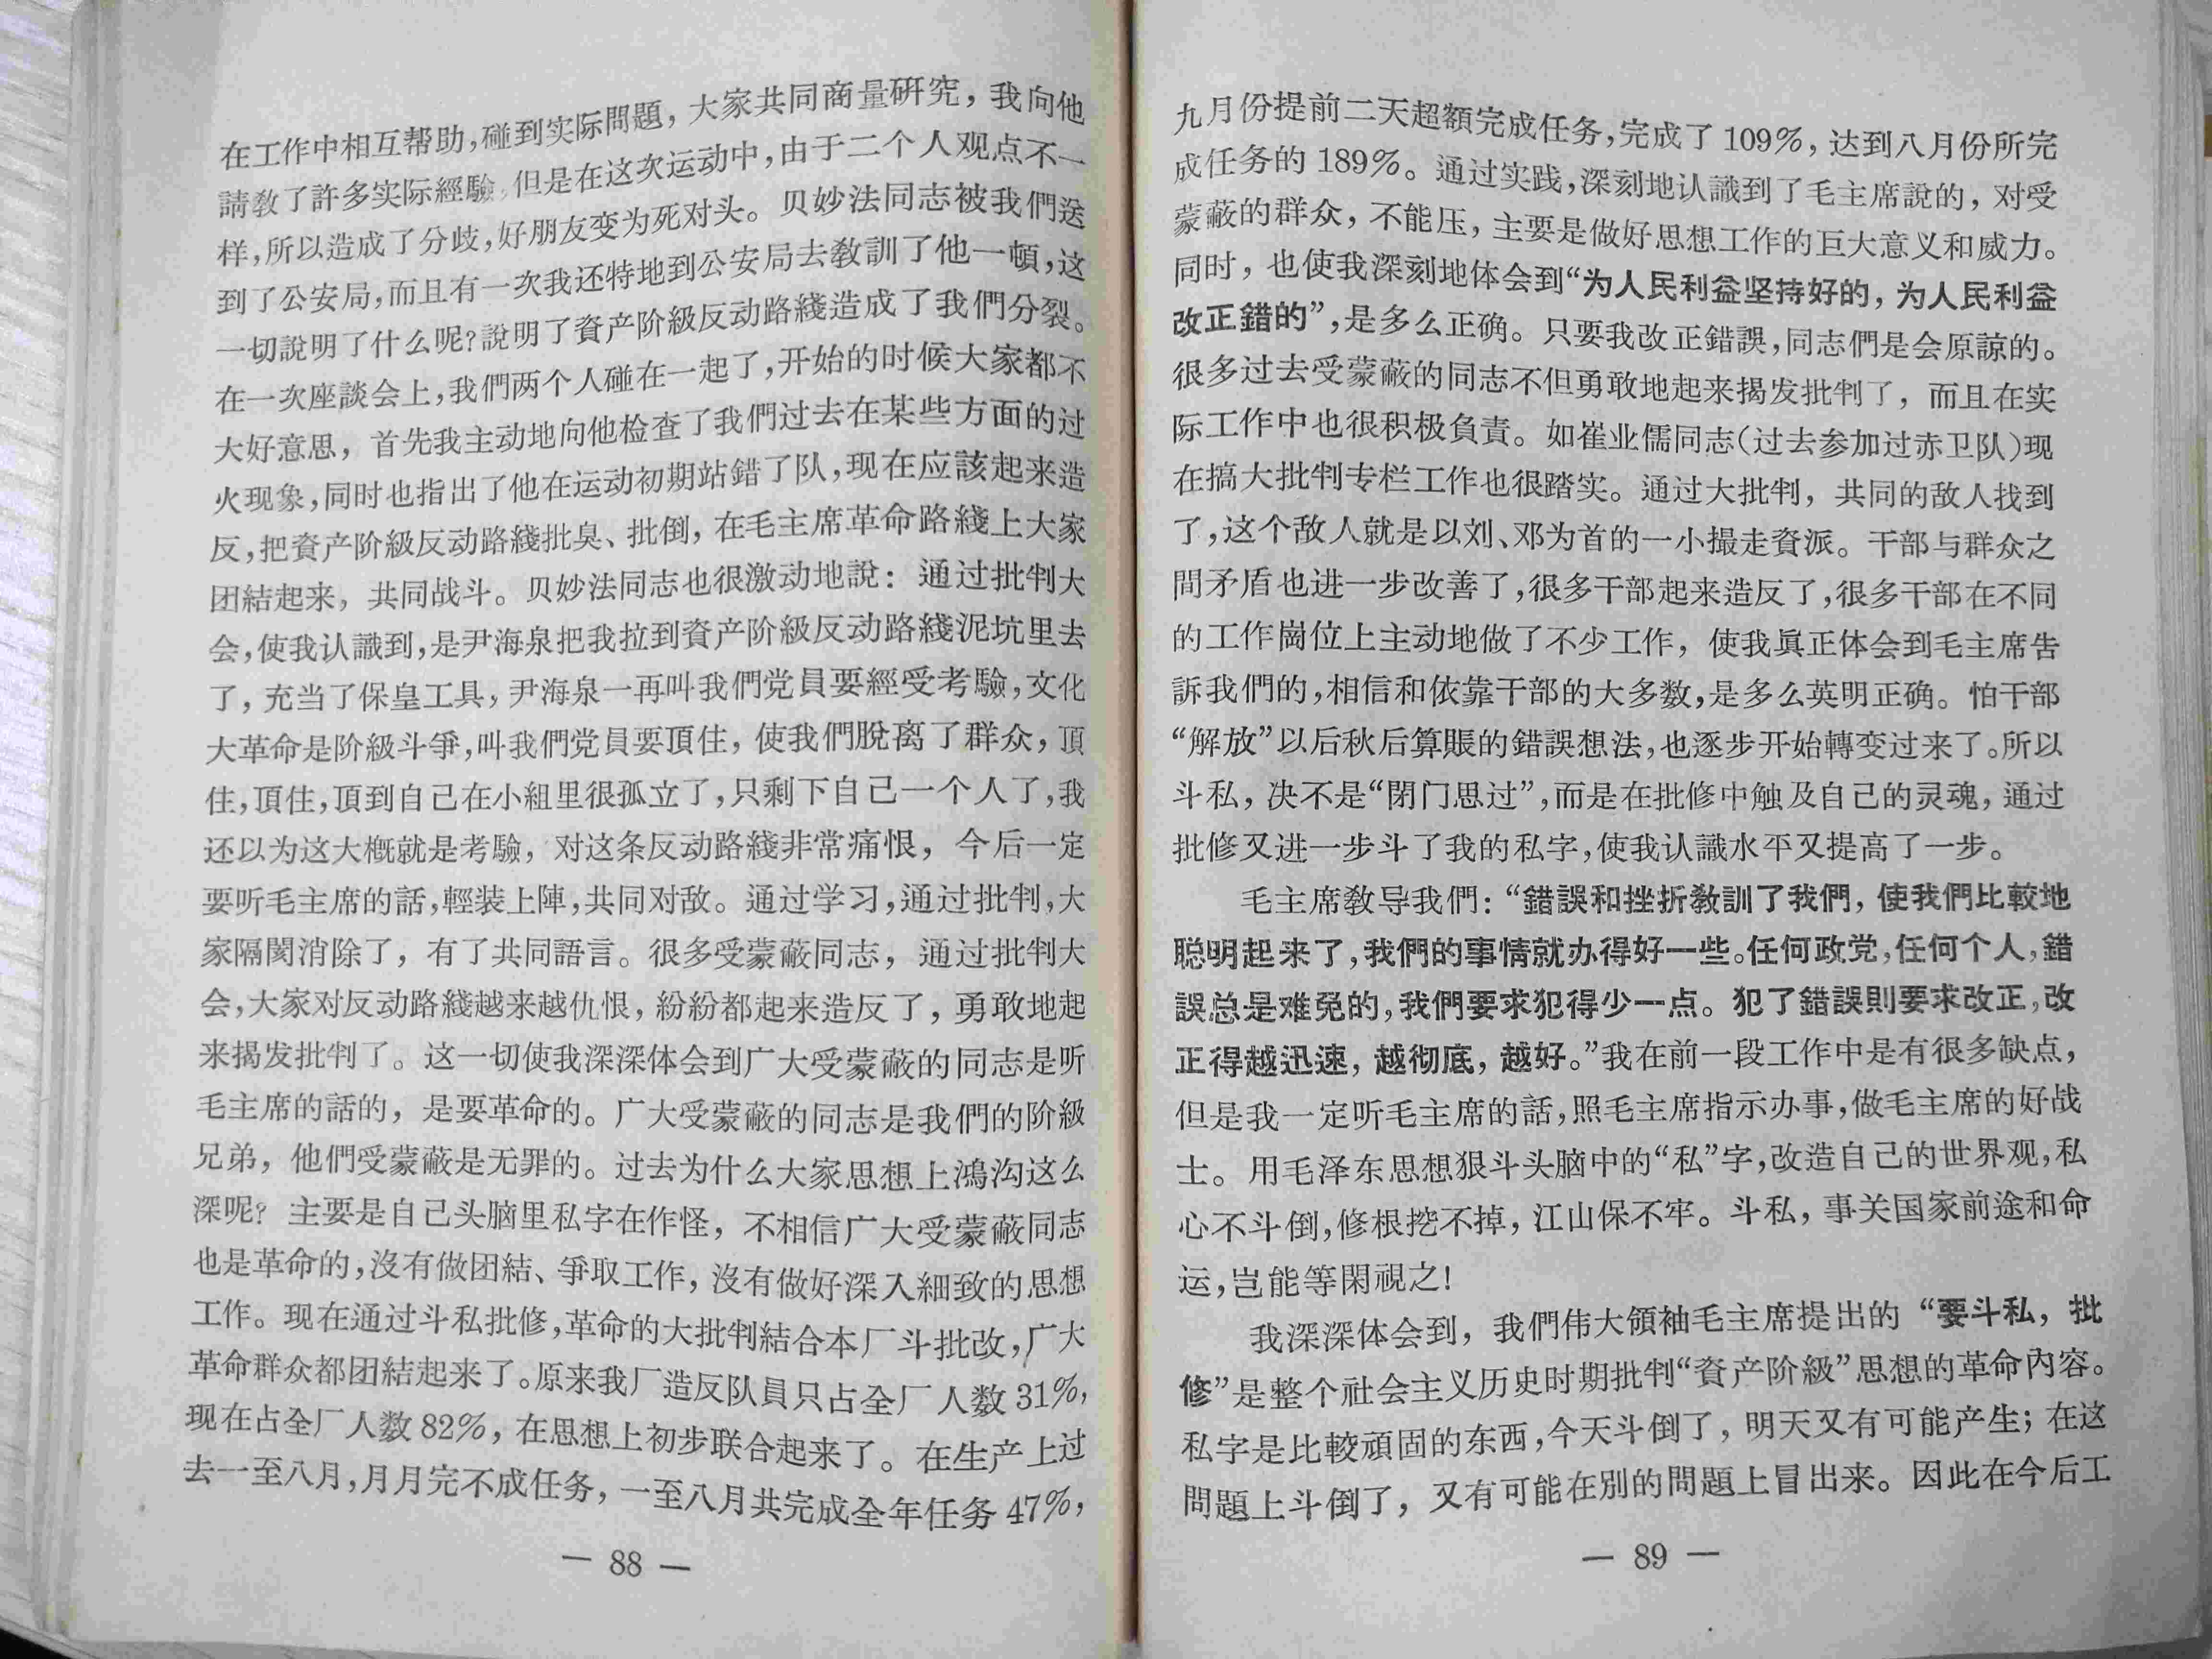 在工作中相互帮助,碰到实际問題，大家共同商量研究，我向他
請教了許多实际經驗,但是在这次运动中,由于二个人观点不一
样,所以造成了分歧,好朋友变为死对头。贝妙法同志被我們送
到了公安局,而且有一次我还特地到公安局去教訓了他一頓,这
一切說明了什么呢?說明了資产阶級反动路綫造成了我們分裂。
在一次座談会上,我們两个人碰在一起了,开始的时候大家都不
大好意思，首先我主动地向他检查了我們过去在某些方面的过
火现象,同时也指出了他在运动初期站錯了队,现在应該起来造
反,把資产阶級反动路綫批臭、批倒，在毛主席革命路綫上大家
团結起来，共同战斗。贝妙法同志也很激动地說：通过批判大
会,使我认識到,是尹海泉把我拉到資产阶級反动路綫泥坑里去
了，充当了保皇工具，尹海泉一再叫我們党員要經受考驗,文化
大革命是阶級斗爭,叫我們党員要頂住，使我們脫离了群众，頂
住,頂住,頂到自己在小組里很孤立了,只剩下自己一个人了,我
还以为这大概就是考驗，对这条反动路綫非常痛恨，今后一定
要听毛主席的話,輕装上陣,共同对敌。通过学习,通过批判,大
家隔閡消除了，有了共同語言。很多受蒙蔽同志，通过批判大
会,大家对反动路綫越来越仇恨，紛紛都起来造反了，勇敢地起
来揭发批判了。这一切使我深深体会到广大受蒙蔽的同志是听
毛主席的話的，是要革命的。广大受蒙蔽的同志是我們的阶級
兄弟，他們受蒙蔽是无罪的。过去为什么大家思想上鴻沟这么
深呢？主要是自己头脑里私字在作怪，不相信广大受蒙蔽同志
也是革命的,沒有做团結、爭取工作，沒有做好深入細致的思想
工作。现在通过斗私批修,革命的大批判結合本厂斗批改,广大
革命群众都团結起来了。原来我厂造反队員只占全厂人数31%,
现在占全厂人数82%，在思想上初步联合起来了。在生产上过
去一至八月,月月完不成任务，一至八月共完成全年任务47%,
— 88 —
九月份提前二天超額完成任务,完成了109%，达到八月份所完
成任务的189%。通过实践,深刻地认識到了毛主席說的，对受
蒙蔽的群众，不能压，主要是做好思想工作的巨大意义和威力。
同时，也使我深刻地体会到“为人民利益坚持好的，为人民利益
改正錯的”,是多么正确。只要我改正錯誤,同志們是会原諒的。
很多过去受蒙蔽的同志不但勇敢地起来揭发批判了，而且在实
际工作中也很积极負責。如崔业儒同志(过去参加过赤卫队)现
在搞大批判专栏工作也很踏实。通过大批判，共同的敌人找到
了,这个敌人就是以刘、邓为首的一小撮走資派。干部与群众之
間矛盾也进一步改善了,很多干部起来造反了,很多干部在不同
的工作崗位上主动地做了不少工作，使我眞正体会到毛主席告
訴我們的,相信和依靠干部的大多数,是多么英明正确。怕干部
“解放”以后秋后算賬的錯誤想法,也逐步开始轉变过来了。所以
斗私，决不是“閉门思过”,而是在批修中触及自己的灵魂，通过
批修又进一步斗了我的私字,使我认識水平又提高了一步。
毛主席教导我們：“錯誤和挫折教訓了我們，使我們比較地
聪明起来了,我們的事情就办得好一些。任何政党,任何个人,錯
誤总是难免的,我們要求犯得少一点。犯了錯誤則要求改正,改
正得越迅速，越彻底，越好。”我在前一段工作中是有很多缺点，
但是我一定听毛主席的話,照毛主席指示办事,做毛主席的好战
士。用毛泽东思想狠斗头脑中的“私”字,改造自己的世界观,私
心不斗倒,修根挖不掉，江山保不牢。斗私，事关国家前途和命
运,岂能等閑視之!
我深深体会到，我們伟大領袖毛主席提出的“要斗私，批
修”是整个社会主义历史时期批判“資产阶級”思想的革命內容。
私字是比較頑固的东西,今天斗倒了，明天又有可能产生；在这
問題上斗倒了，又有可能在別的問題上冒出来。因此在今后工
— 89 —